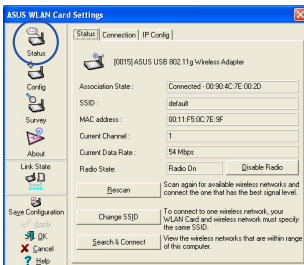 ASUS WLAN Card Settings
Status
Config
Survey
About
Link State
Save Configuration
Apply
OK
Cancel
Help
Status Connection IP Config
[0015] ASUS USB 802.11g Wireless Adapter
Association State : Connected - 00:90:4C:7E:00:2D
SSID : default
MAC address : 00:11:F5:0C:7E:9F
Current Channel : 1
Current Data Rate : 54 Mbps
Radio State: Radio On Disable Radio
Rescan Scan again for available wireless networks and
connect the one that has the best signal level.
Change SSID To connect to one wireless network, your
WLAN Card and wireless network must specify
the same SSID.
Search & Connect View the wireless networks that are within range
of this computer.